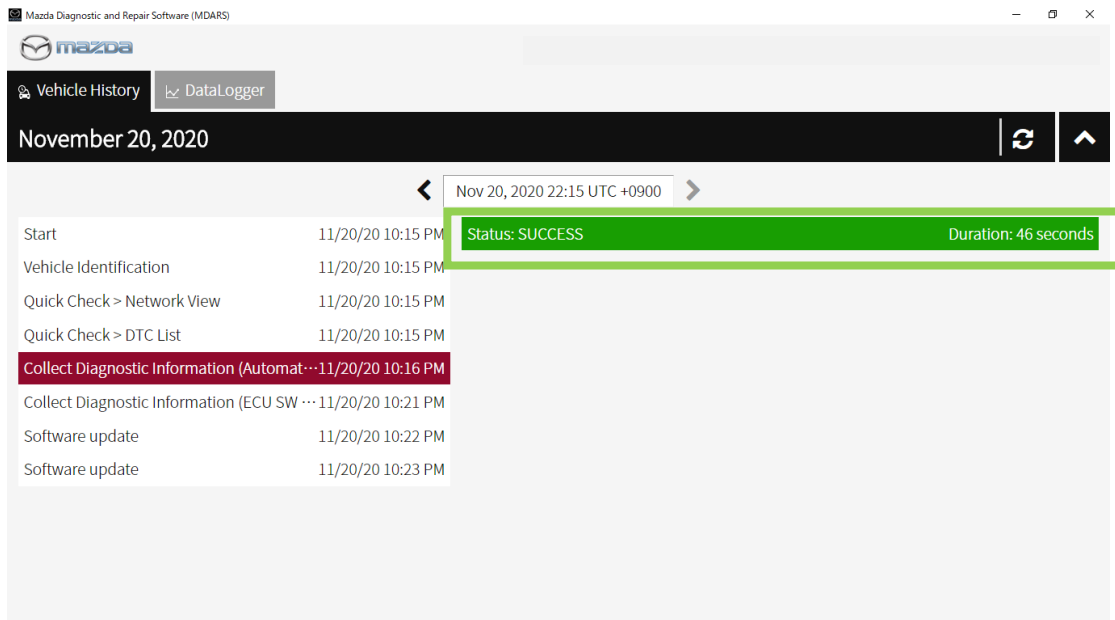 Mazda Diagnostic and Repair Software (MDARS)
mazda
Vehicle History DataLogger
November 20, 2020
Nov 20, 2020 22:15 UTC +0900
Start 11/20/20 10:15 PM
Status: SUCCESS Duration: 46 seconds
Vehicle Identification 11/20/20 10:15 PM
Quick Check > Network View 11/20/20 10:15 PM
Quick Check > DTC List 11/20/20 10:15 PM
Collect Diagnostic Information (Automat⋯11/20/20 10:16 PM
Collect Diagnostic Information (ECU SW ⋯11/20/20 10:21 PM
Software update 11/20/20 10:22 PM
Software update 11/20/20 10:23 PM